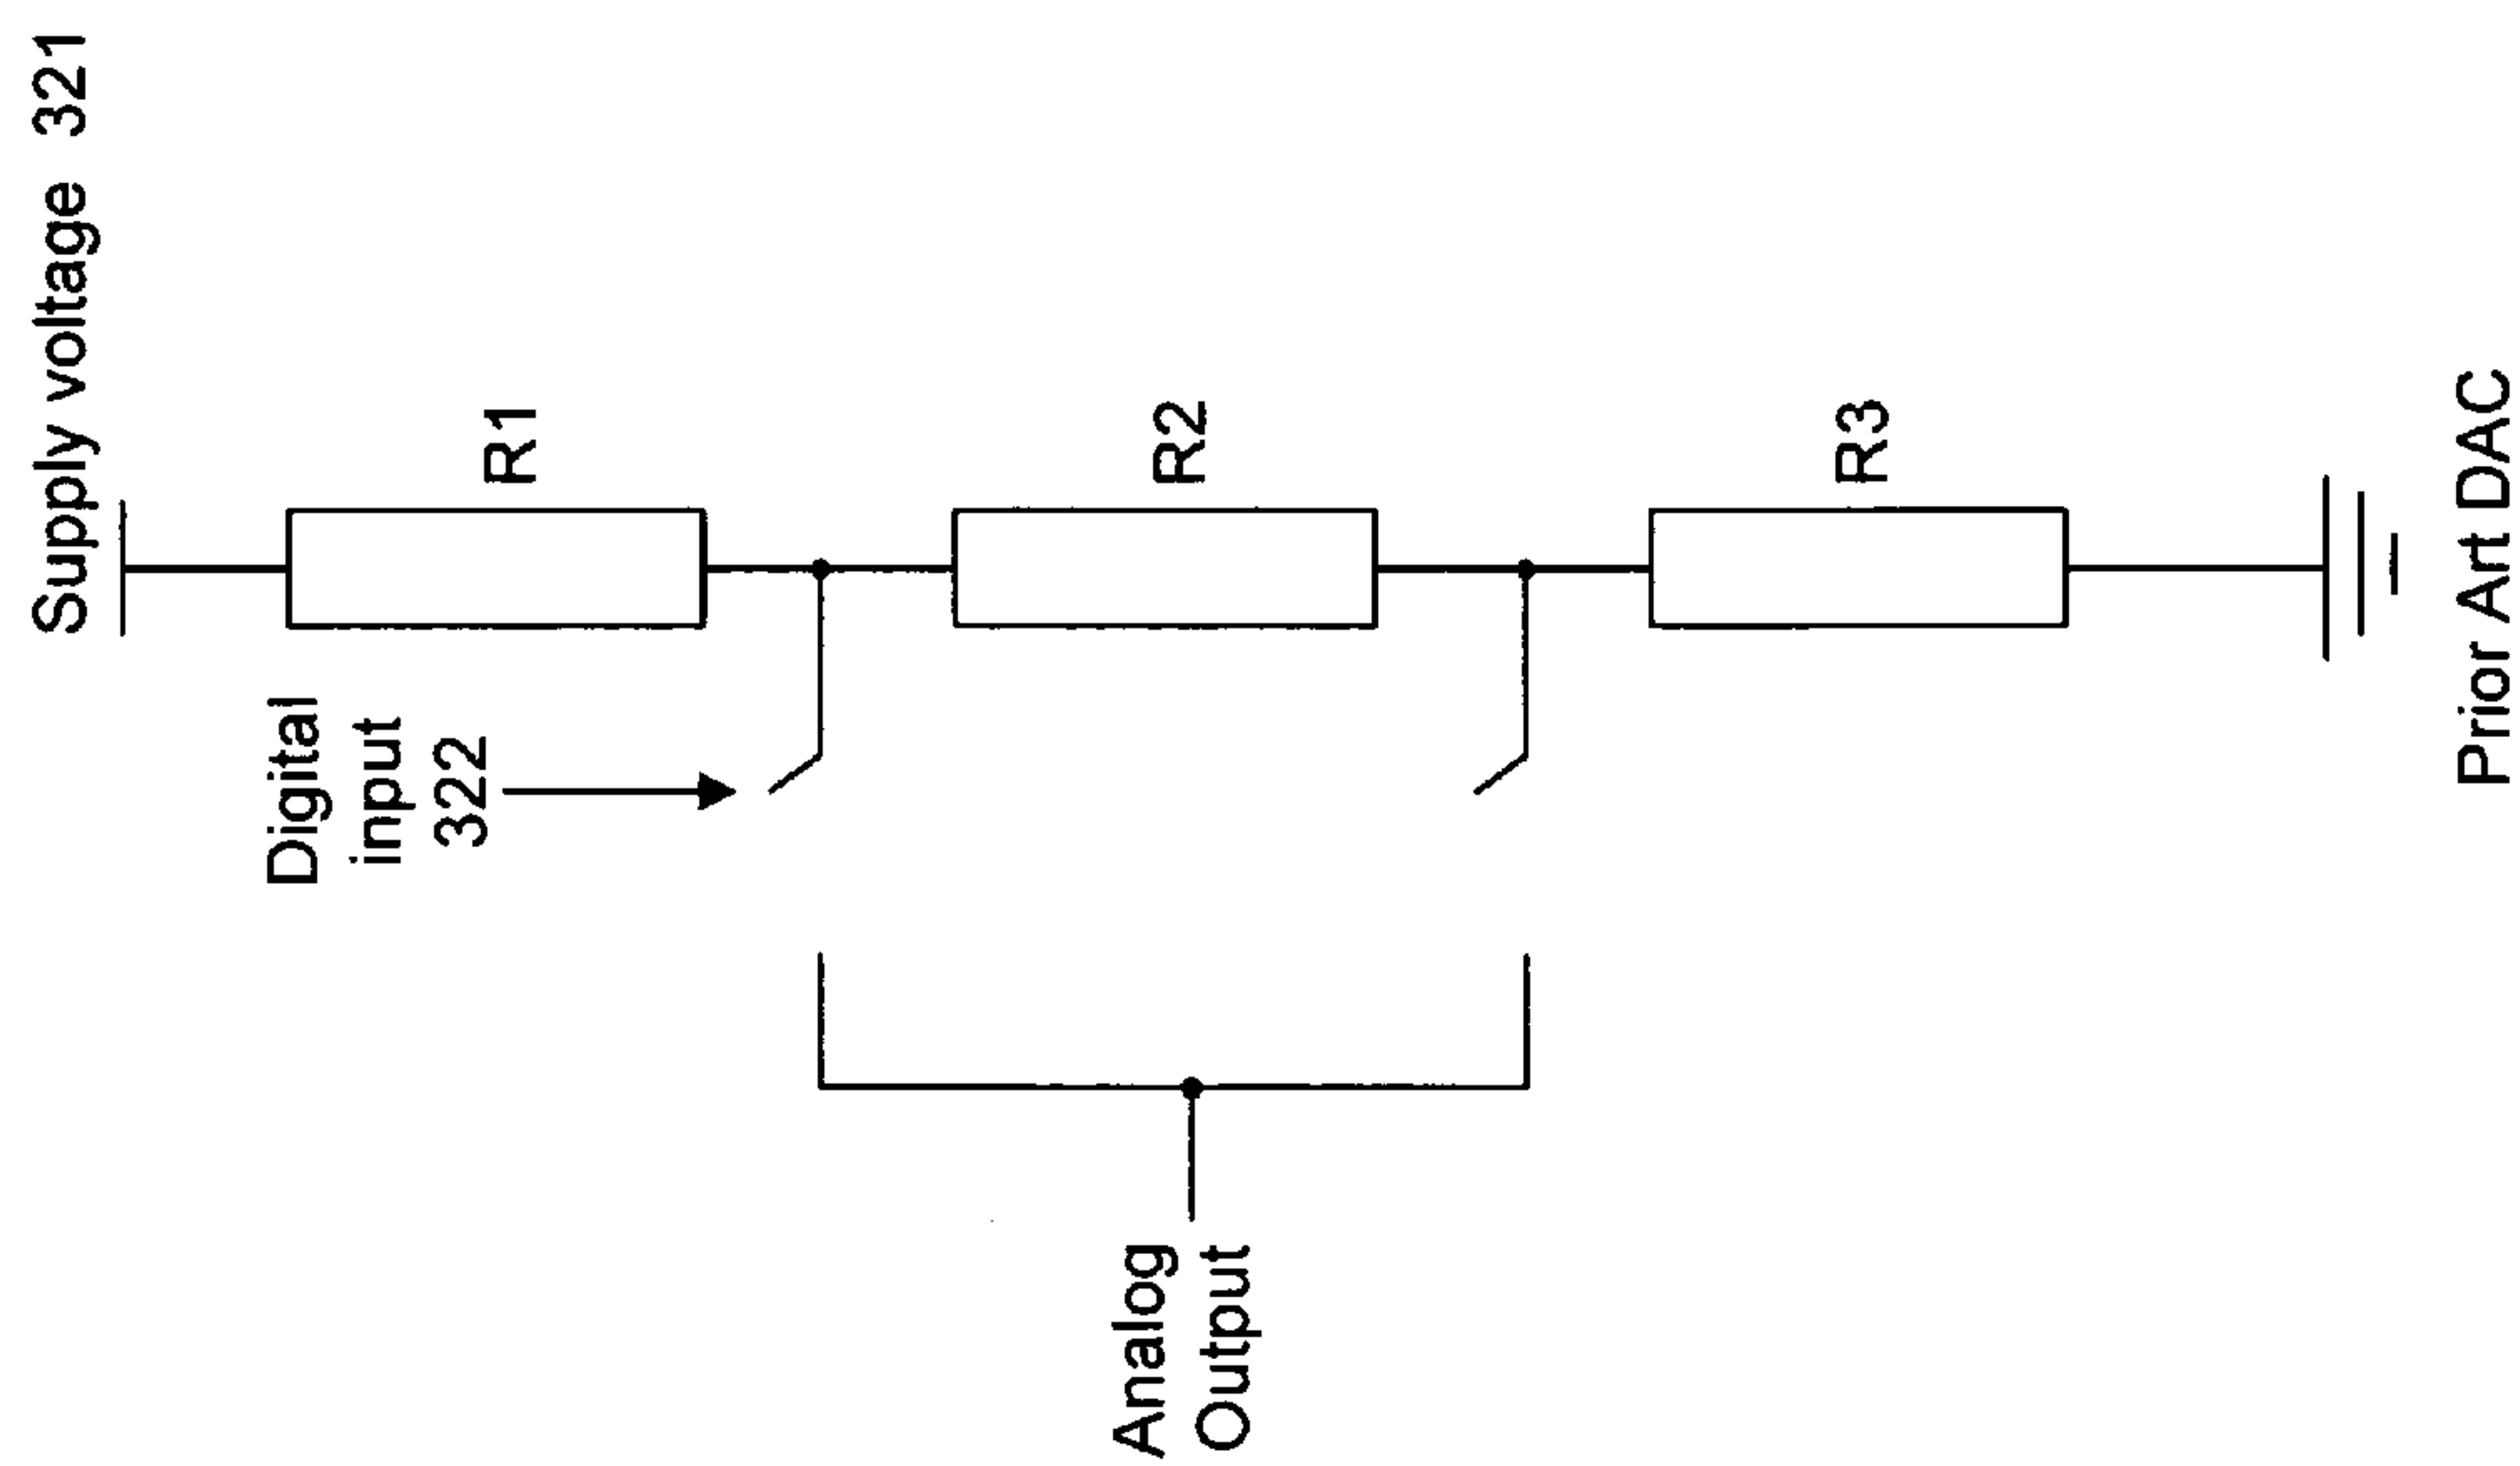 Supply voltage 321
Digital
input
322
R1
R2
R3
Analog
Output
Prior Art DAC